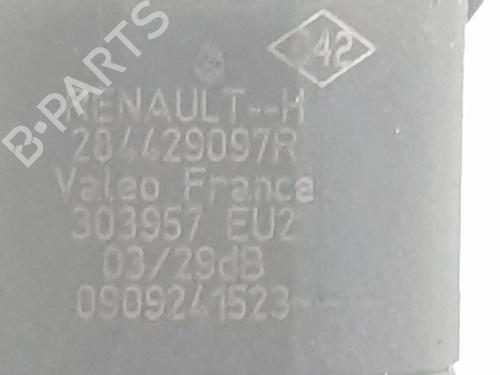 B-PARTS
42
RENAULT--H
284429097R
Valeo France
303957 EU2
03/29dB
0909241523